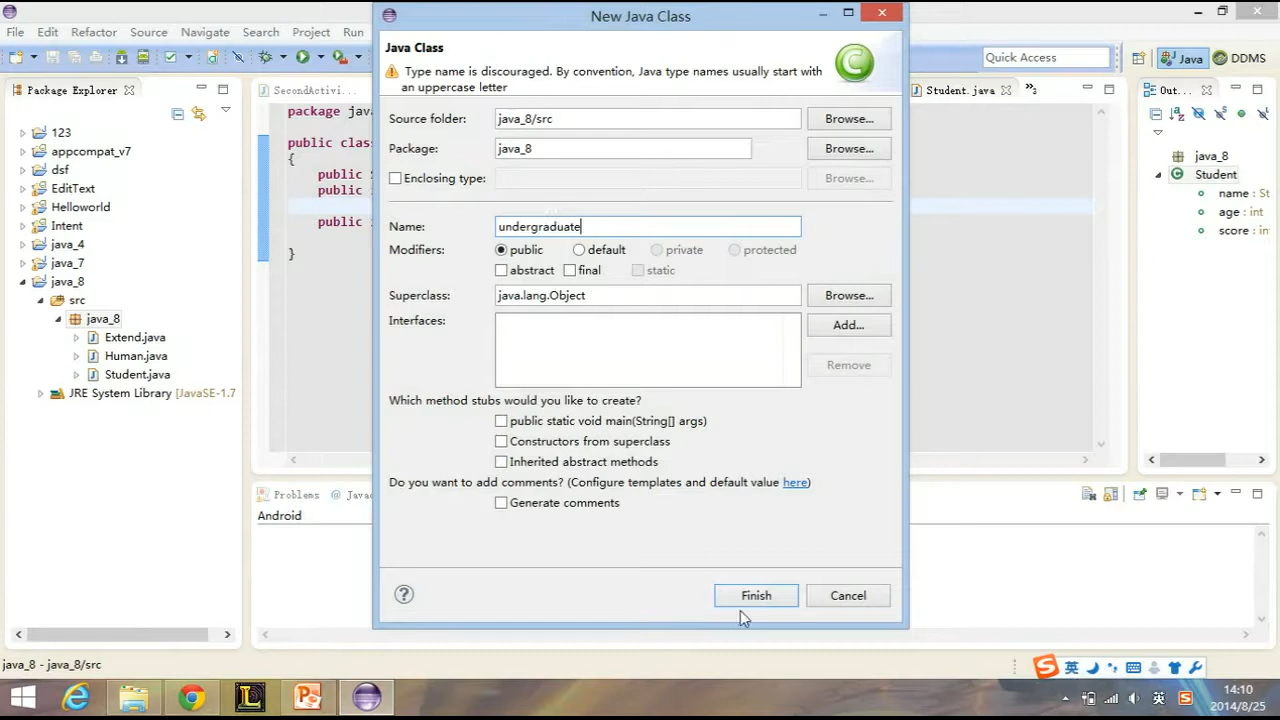 New Java Class
File Edit Refactor Source Navigate Search Project Run
Java Class
Type name is discouraged. By convention, Java type names usually start with
an uppercase letter
Quick Access
Java
DDMS
Package Explorer
SecondActivi...
Student.java
»2
Out...
package java
public clas
{
public
public
public
}
123
appcompat_v7
dsf
EditText
Helloworld
Intent
java_4
java_7
java_8
src
java_8
Extend.java
Human.java
Student.java
JRE System Library [JavaSE-1.7
Source folder:
java_8/src
Browse...
Package:
java_8
Browse...
Enclosing type:
Browse...
Name:
undergraduate
Modifiers:
public default private protected
abstract final static
Superclass:
java.lang.Object
Browse...
Interfaces:
Add...
Remove
Which method stubs would you like to create?
public static void main(String[] args)
Constructors from superclass
Inherited abstract methods
Do you want to add comments? (Configure templates and default value here)
Generate comments
Finish
Cancel
java_8
Student
name : St
age : int
score : int
Problems @ Javac
Android
java_8 - java_8/src
英
英
14:10
2014/8/25